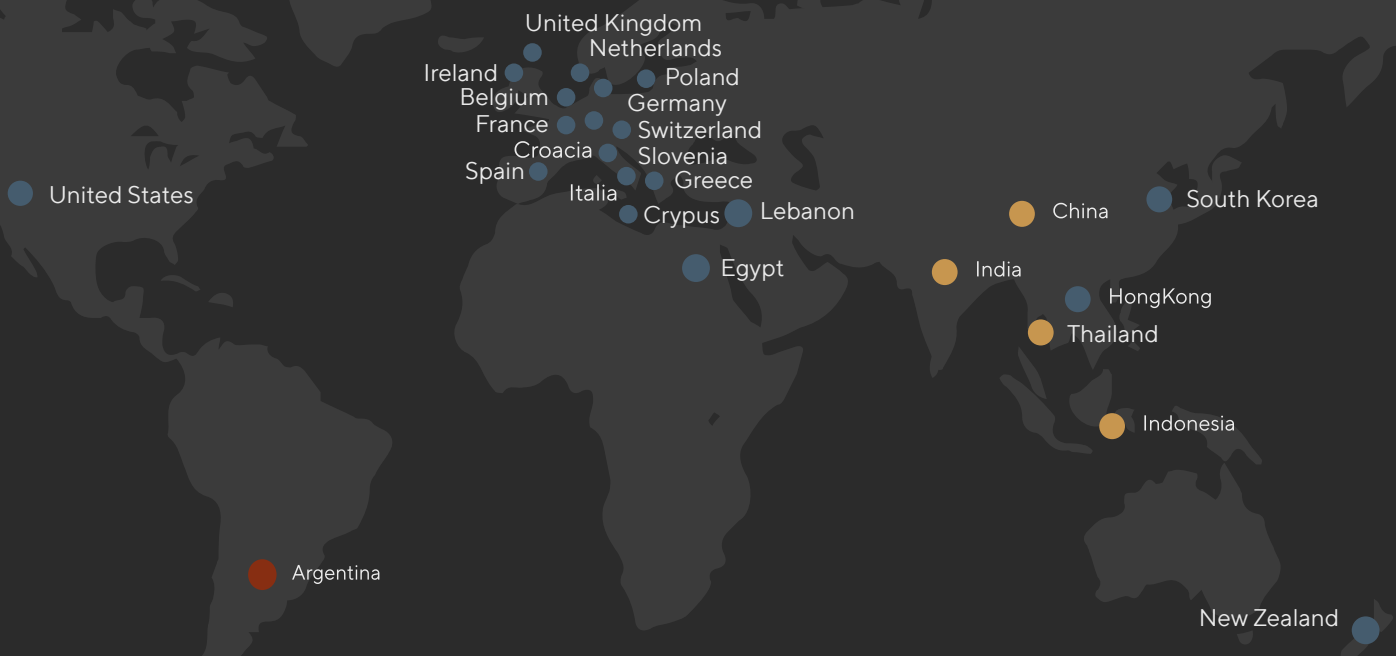 United Kingdom
Netherlands
Ireland
Poland
Belgium
Germany
France
Switzerland
Croacia
Slovenia
Spain
Greece
Italia
United States
South Korea
China
Crypus
Lebanon
Egypt
India
HongKong
Thailand
Indonesia
Argentina
New Zealand